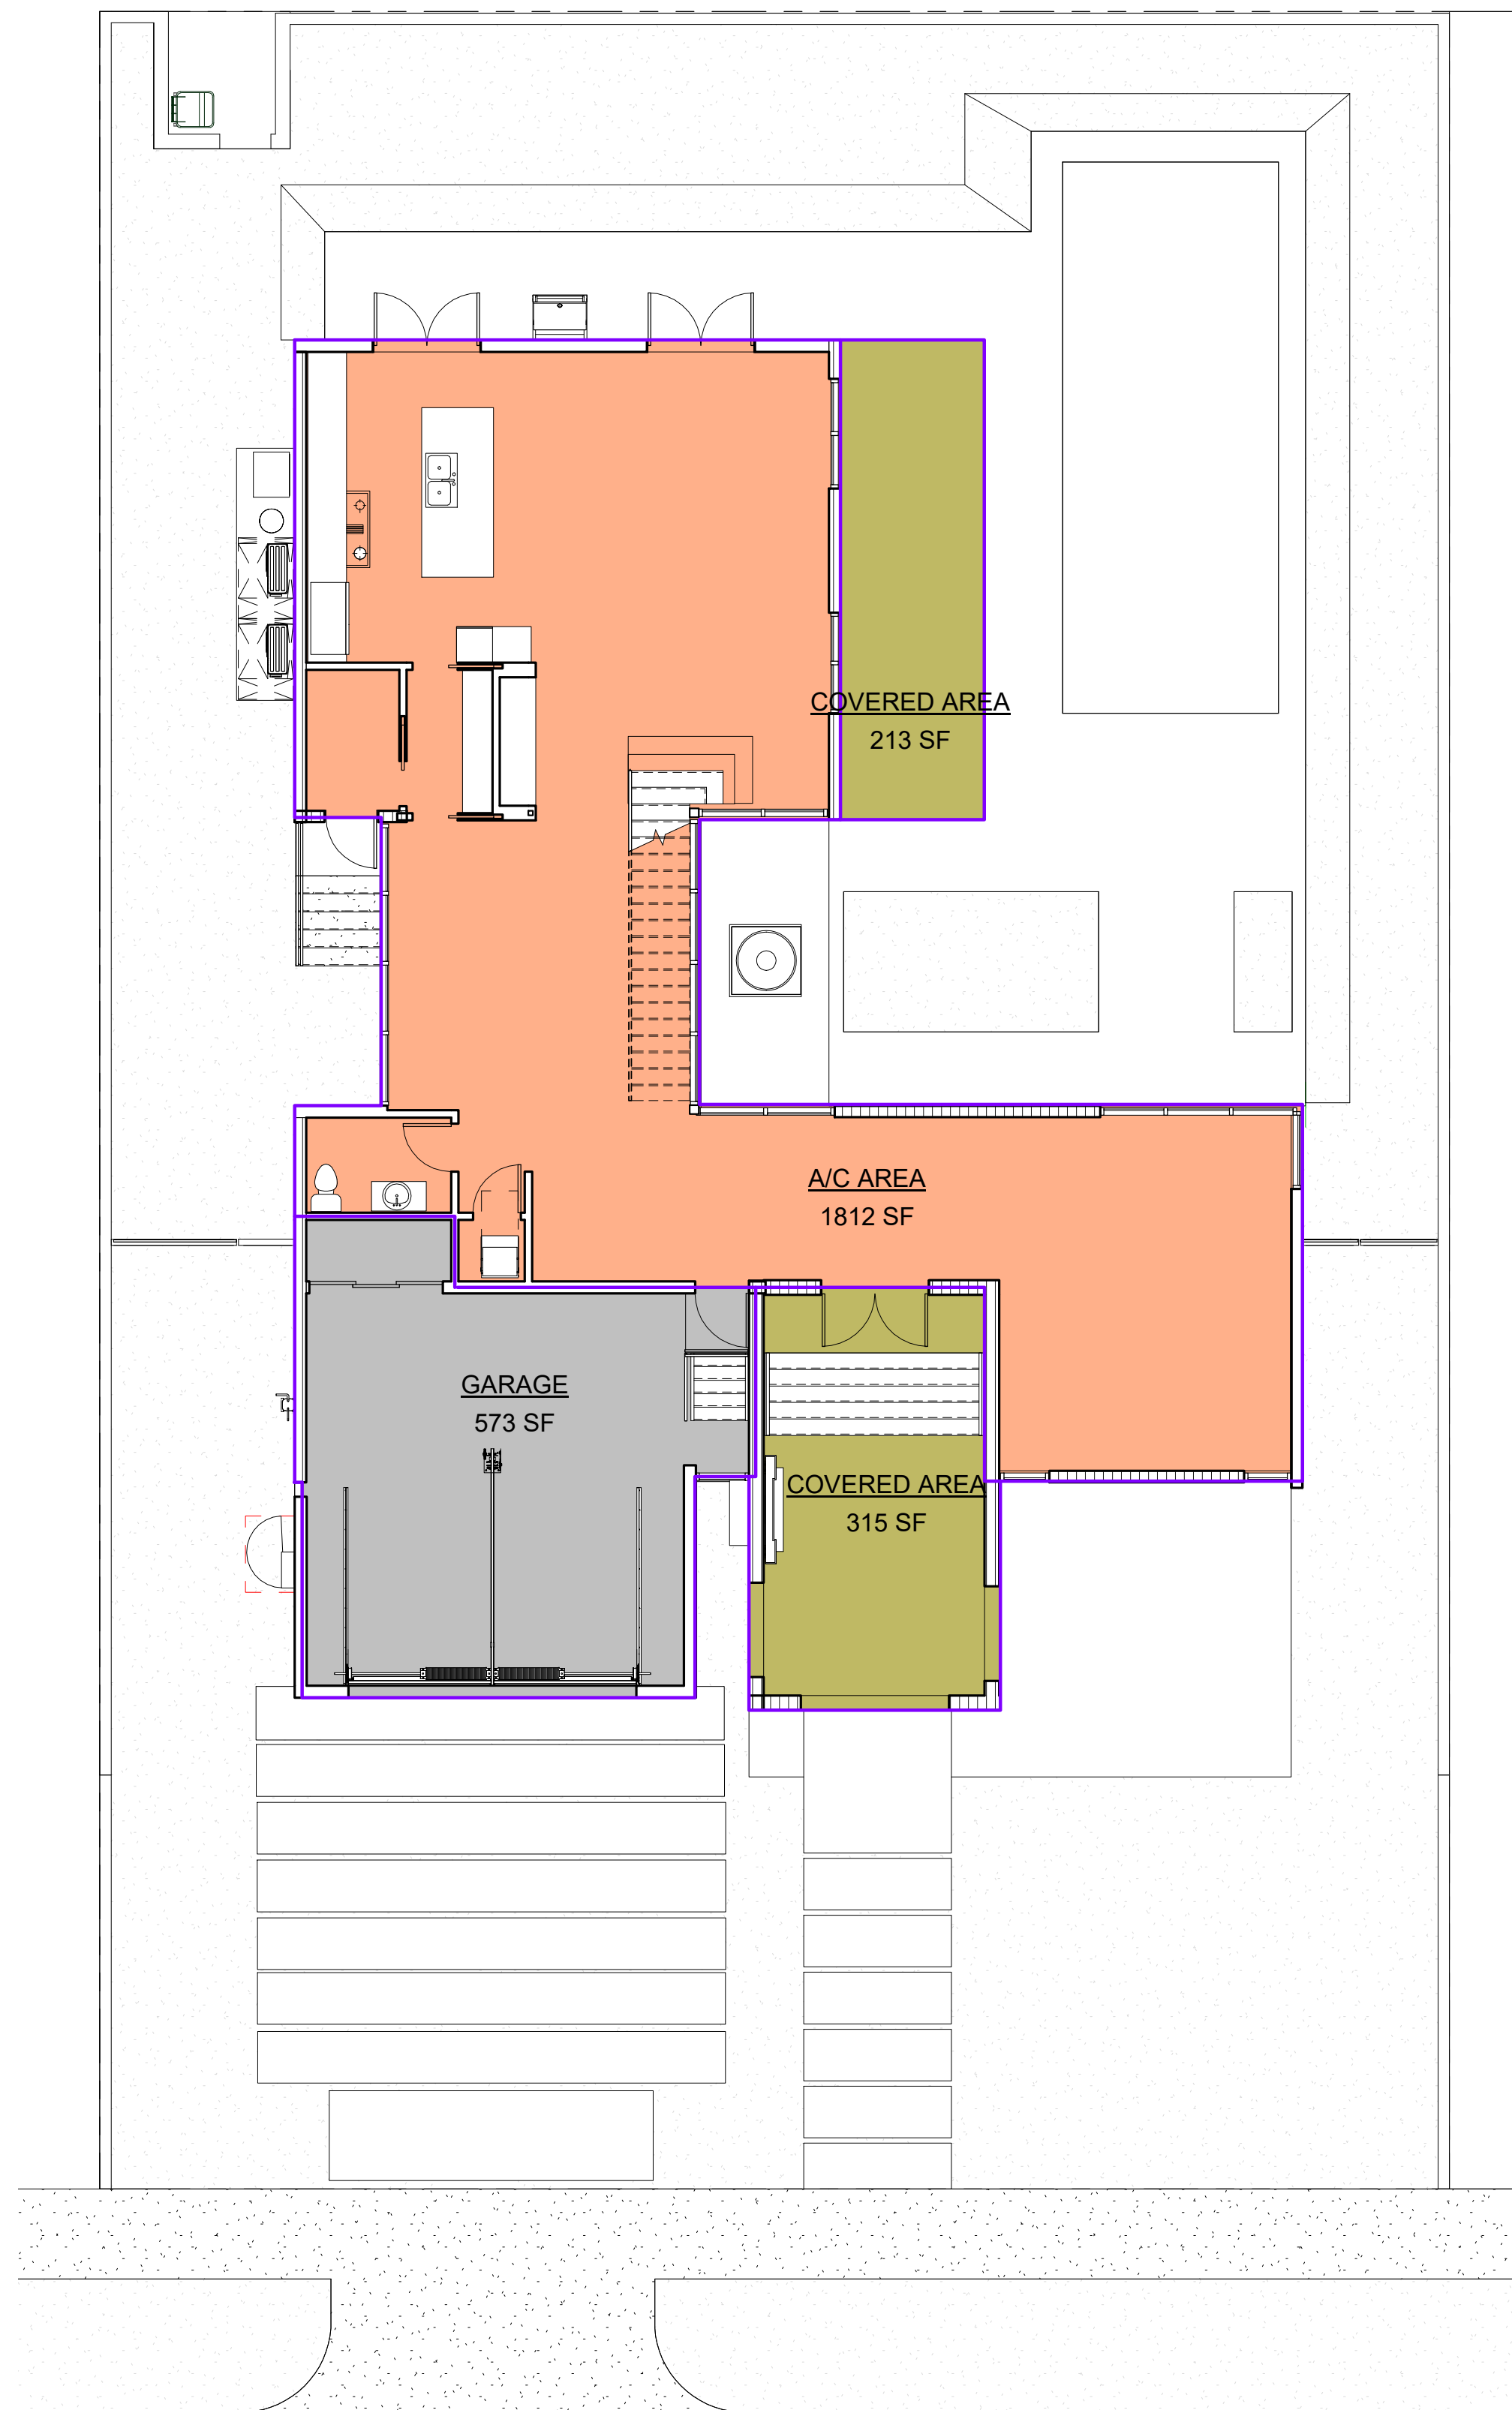 COVERED AREA
213 SF
A/C AREA
1812 SF
GARAGE
573 SF
COVERED AREA
315 SF